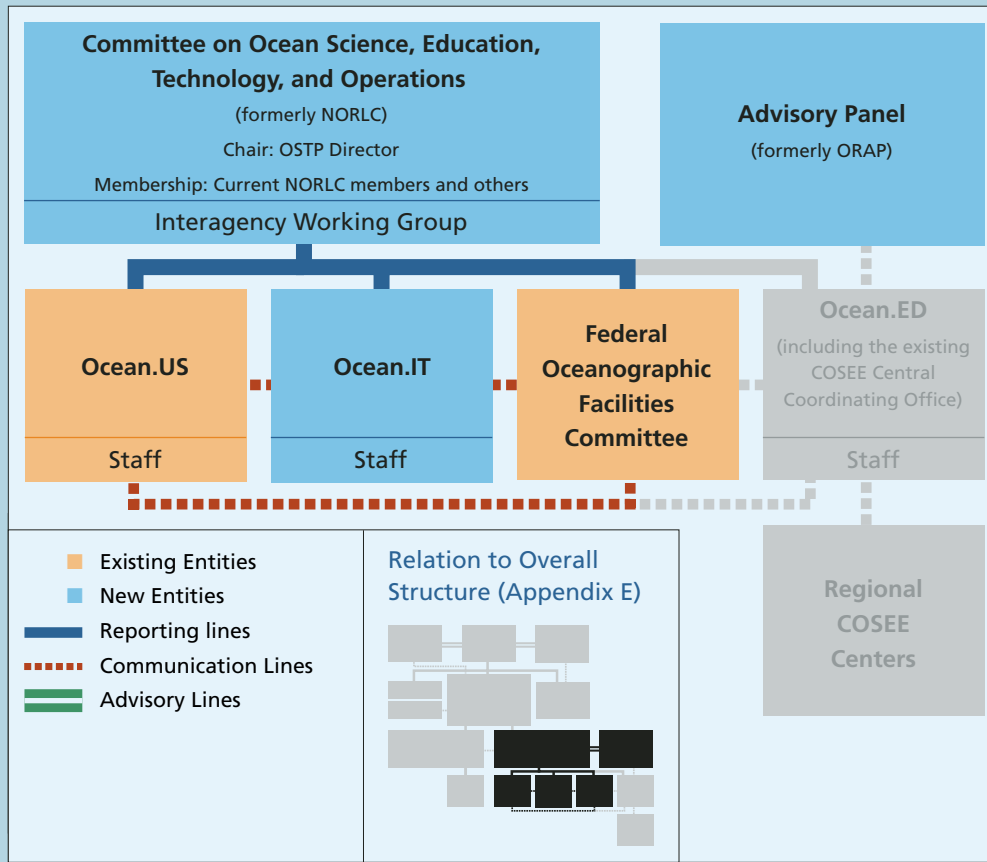 Committee on Ocean Science, Education,
Technology, and Operations
(formerly NORLC)
Chair: OSTP Director
Membership: Current NORLC members and others
Interagency Working Group
Advisory Panel
(formerly ORAP)
Ocean.US
Staff
Ocean.IT
Staff
Federal
Oceanographic
Facilities
Committee
Ocean.ED
(including the existing
COSEE Central
Coordinating Office)
Staff
Regional
COSEE
Centers
Existing Entities
New Entities
Reporting lines
Communication Lines
Advisory Lines
Relation to Overall
Structure (Appendix E)